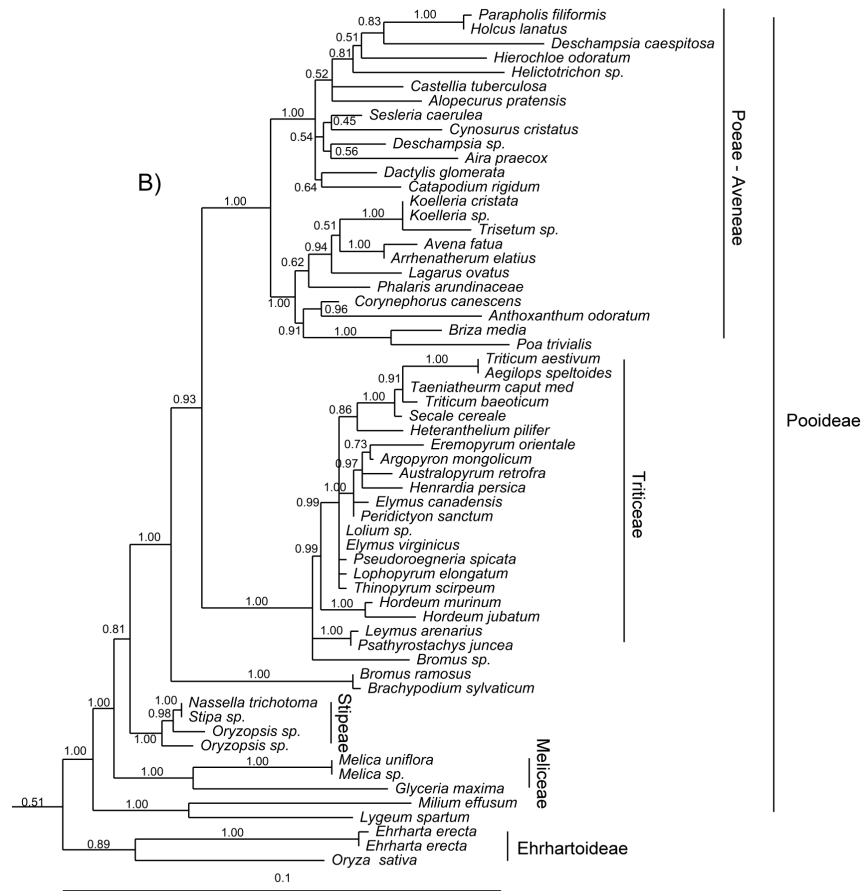 1.00
Parapholis filiformis
0.83
Holcus lanatus
0.51
Deschampsia caespitosa
0.81
Hierochloe odoratum
0.52
Helictotrichon sp.
Castellia tuberculosa
Alopecurus pratensis
1.00
Sesleria caerulea
0.45
Cynosurus cristatus
0.54
Deschampsia sp.
0.56
Aira praecox
Dactylis glomerata
0.64
Catapodium rigidum
Poeae - Aveneae
B)
1.00
Koelleria cristata
1.00
Koelleria sp.
0.51
Trisetum sp.
0.94
1.00
Avena fatua
Arrhenatherum elatius
0.62
Lagarus ovatus
Phalaris arundinaceae
1.00
Corynephorus canescens
0.96
Anthoxanthum odoratum
0.91
1.00
Briza media
Poa trivialis
1.00
Triticum aestivum
Aegilops speltoides
0.91
Taeniatheurm caput med
1.00
Triticum baeoticum
0.93
0.86
Secale cereale
Heteranthelium pilifer
Pooideae
0.73
Eremopyrum orientale
Argopyron mongolicum
0.97
Australopyrum retrofra
1.00
Henrardia persica
0.99
Elymus canadensis
Peridictyon sanctum
Triticeae
Lolium sp.
1.00
Elymus virginicus
0.99
Pseudoroegneria spicata
Lophopyrum elongatum
Thinopyrum scirpeum
1.00
1.00
Hordeum murinum
Hordeum jubatum
0.81
1.00
Leymus arenarius
Psathyrostachys juncea
Bromus sp.
1.00
Bromus ramosus
Brachypodium sylvaticum
1.00
1.00
Nassella trichotoma
0.98
Stipa sp.
Oryzopsis sp.
1.00
Oryzopsis sp.
Stipeae
1.00
1.00
Melica uniflora
1.00
Melica sp.
Glyceria maxima
Meliceae
0.51
1.00
Milium effusum
Lygeum spartum
0.89
1.00
Ehrharta erecta
Ehrharta erecta
Ehrhartoideae
Oryza sativa
0.1